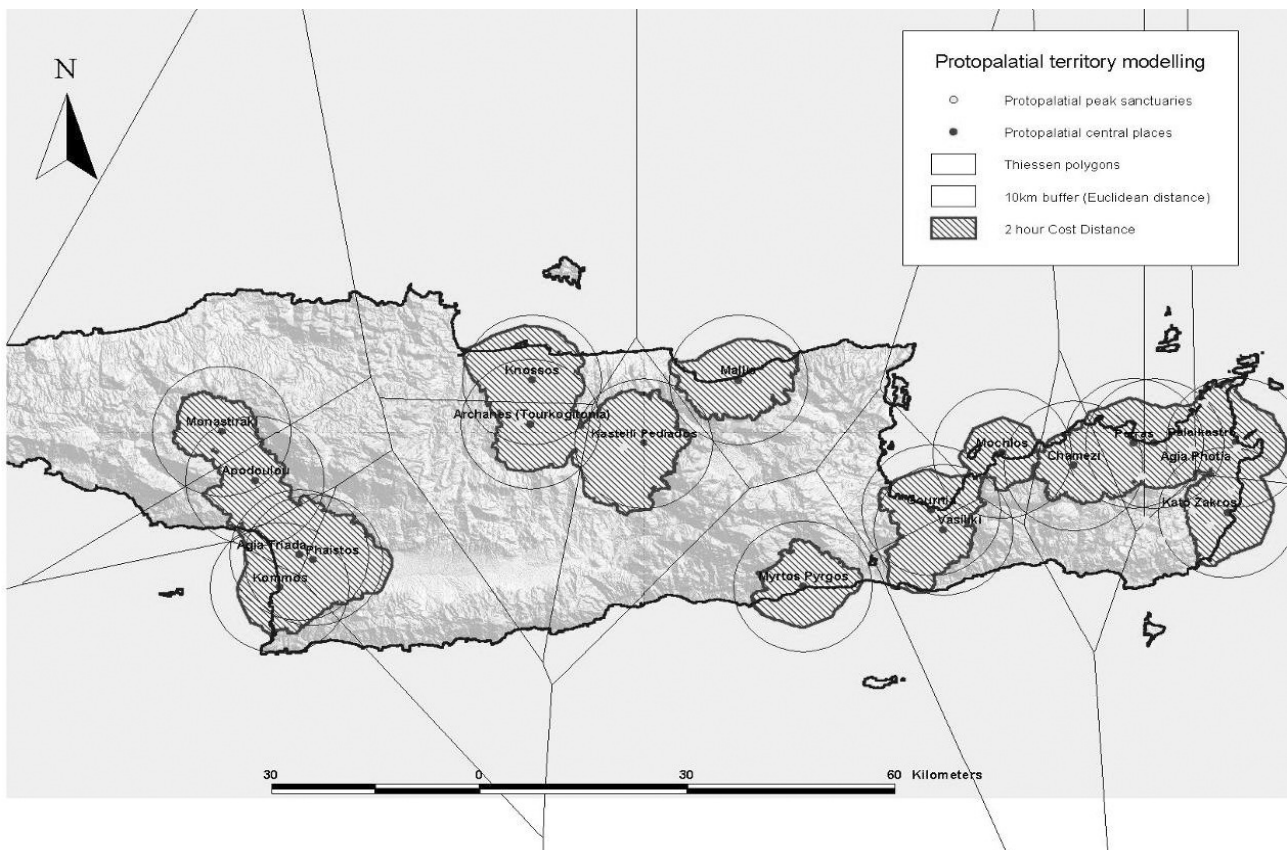 N
Protopalatial territory modelling
Protopalatial peak sanctuaries
Protopalatial central places
Thiessen polygons
10km buffer (Euclidean distance)
2 hour Cost Distance
Knossos
Mallia
Archanes (Tourkogitonia)
Monastiraki
Kastelli Pediados
Mochlos
Petras
Palaikastro
Chamezi
Agia Photia
Apodoulou
Gournia
Kato Zakros
Vasiliki
Agia Triada
Phaistos
Kommos
Myrtos Pyrgos
30 0 30 60 Kilometers